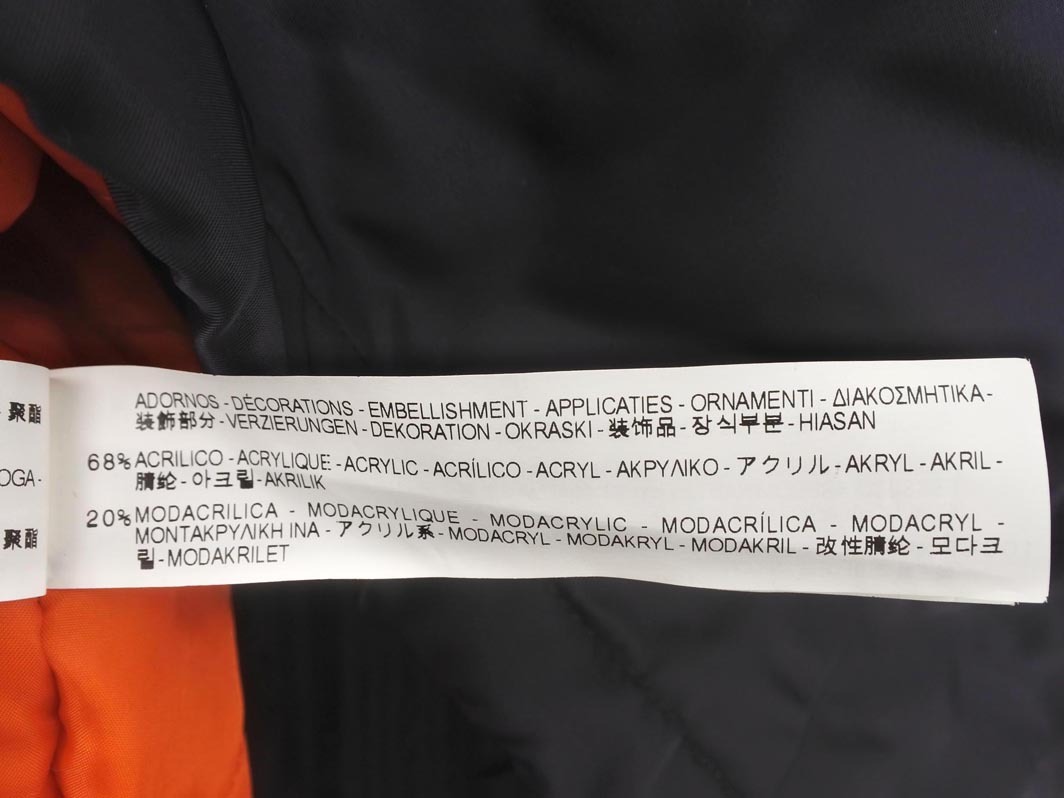 ADORNOS - DÉCORATIONS - EMBELLISHMENT - APPLICATIES - ORNAMENTI - ΔΙΑΚΟΣΜΗΤΙΚΑ -
装飾部分 - VERZIERUNGEN - DEKORATION - OKRASKI - 装饰品 - 장식부분 - HIASAN
68% ACRILICO - ACRYLIQUE - ACRYLIC - ACRÍLICO - ACRYL - ΑΚΡΥΛΙΚΟ - アクリル - AKRYL - AKRIL -
腈纶 - 아크릴 - AKRILIK
20% MODACRILICA - MODACRYLIQUE - MODACRYLIC - MODACRÍLICA - MODACRYL -
ΜΟΝΤΑΚΡΥΛΙΚΗ ΙΝΑ - アクリル系 - MODACRYL - MODAKRYL - MODAKRIL - 改性腈纶 - 모다크
릴 - MODAKRILET
聚酯
OGA -
聚酯